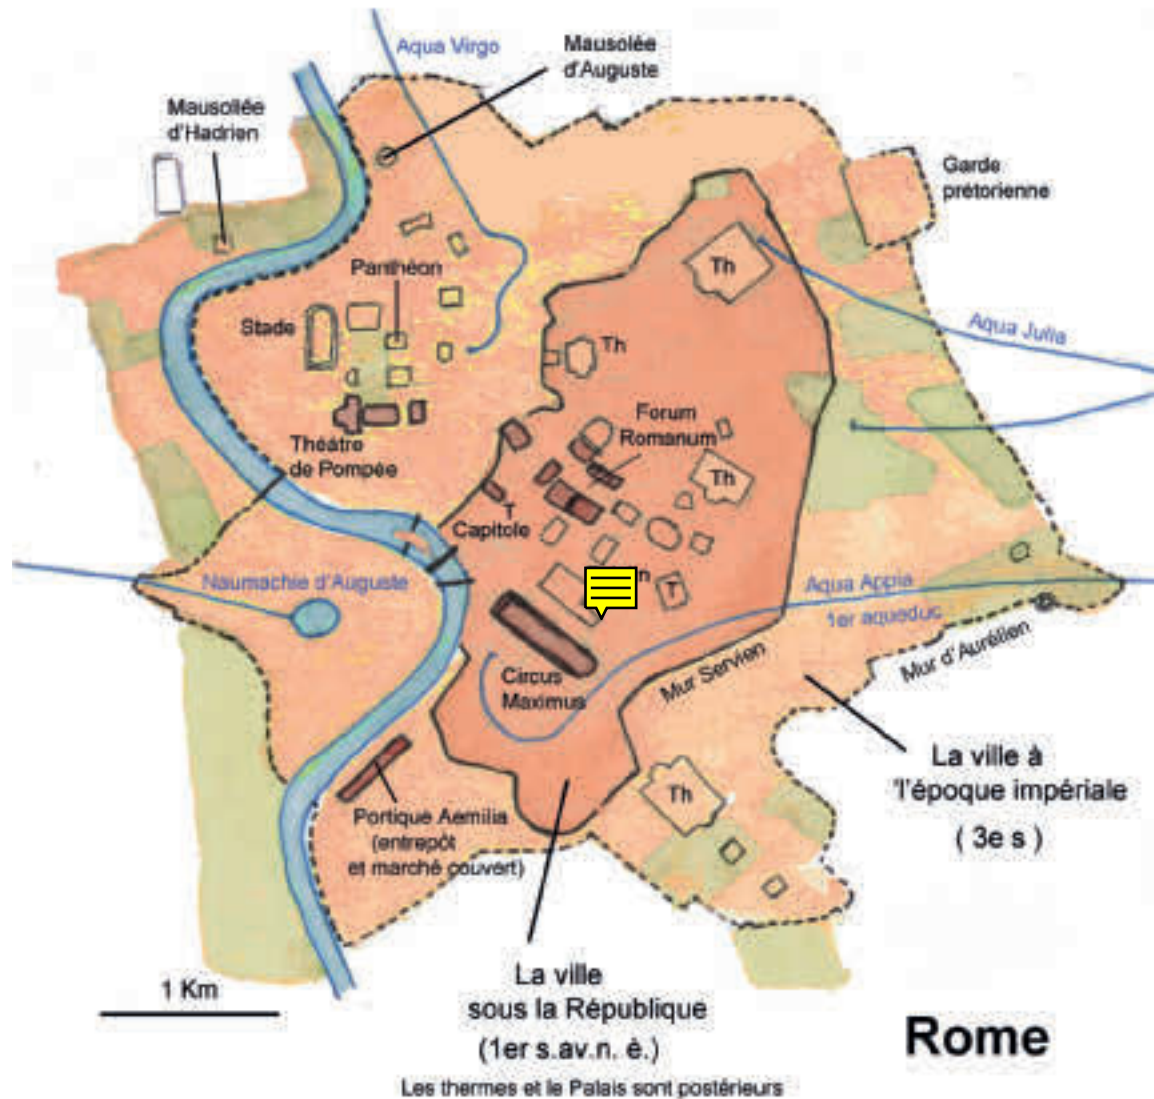 Aqua Virgo
Mausolée
d'Auguste
Mausollée
d'Hadrien
Garde
prétorienne
Panthéon
Th
Stade
Aqua Julia
Th
Forum
Romanum
Théâtre
de Pompée
Th
T
Capitole
Naumachie d'Auguste
T
Aqua Appia
1er aqueduc
Mur d'Aurélien
Mur Servien
Circus
Maximus
La ville à
'l'époque impériale
( 3e s )
Th
Portique Aemilia
(entrepôt
et marché couvert)
La ville
sous la République
(1er s.av.n. è.)
1 Km
Rome
Les thermes et le Palais sont postérieurs